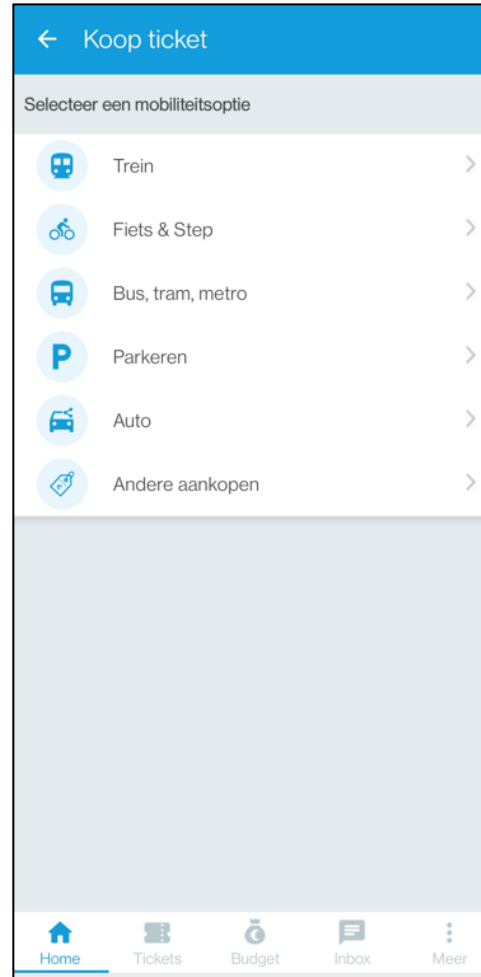 Koop ticket
Selecteer een mobiliteitsoptie
Trein
Fiets & Step
Bus, tram, metro
P Parkeren
Auto
Andere aankopen
Home Tickets Budget Inbox Meer